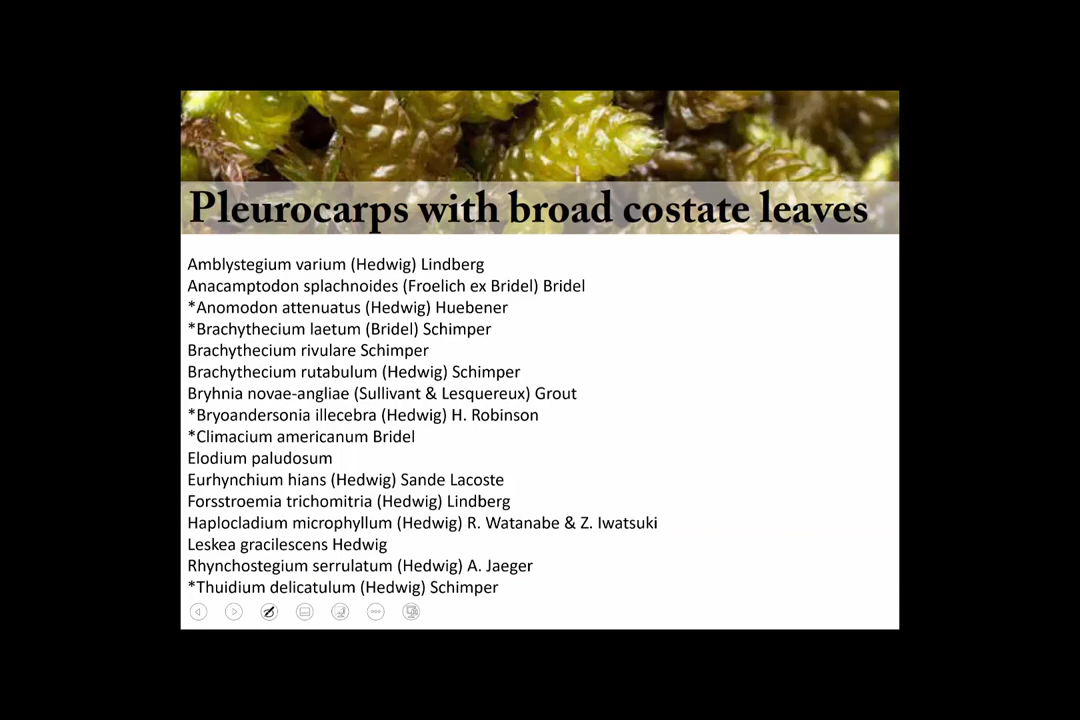 Pleurocarps with broad costate leaves
Amblystegium varium (Hedwig) Lindberg
Anacamptodon splachnoides (Froelich ex Bridel) Bridel
*Anomodon attenuatus (Hedwig) Huebener
*Brachythecium laetum (Bridel) Schimper
Brachythecium rivulare Schimper
Brachythecium rutabulum (Hedwig) Schimper
Bryhnia novae-angliae (Sullivant & Lesquereux) Grout
*Bryoandersonia illecebra (Hedwig) H. Robinson
*Climacium americanum Bridel
Elodium paludosum
Eurhynchium hians (Hedwig) Sande Lacoste
Forsstroemia trichomitria (Hedwig) Lindberg
Haplocladium microphyllum (Hedwig) R. Watanabe & Z. Iwatsuki
Leskea gracilescens Hedwig
Rhynchostegium serrulatum (Hedwig) A. Jaeger
*Thuidium delicatulum (Hedwig) Schimper